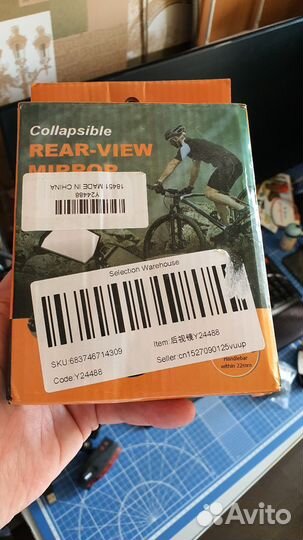 Collapsible
REAR-VIEW
MIRROR
18451 MADE IN CHINA
Y24488
Selection Warehouse
SKU:683746714309
Item:后视镜Y24488
Code:Y24488
Seller:cn1527090125vuup
Handlebar
within 22mm
Avito